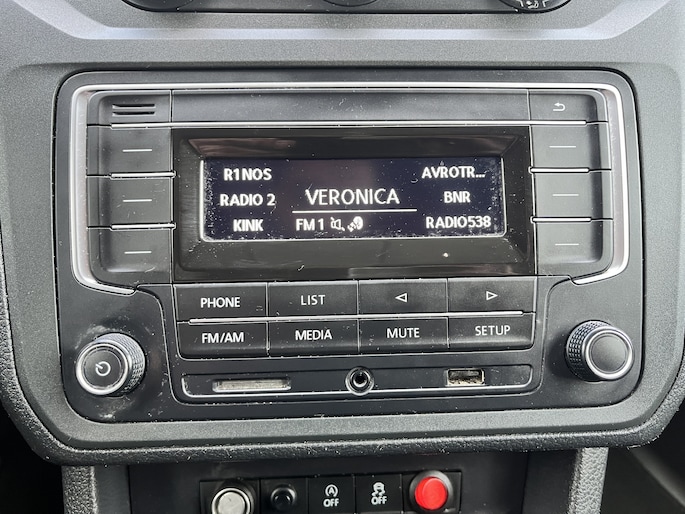 R1NOS AVROTR...
RADIO 2 VERONICA BNR
KINK FM 1 RADIO538
PHONE LIST
FM/AM MEDIA MUTE SETUP
OFF OFF